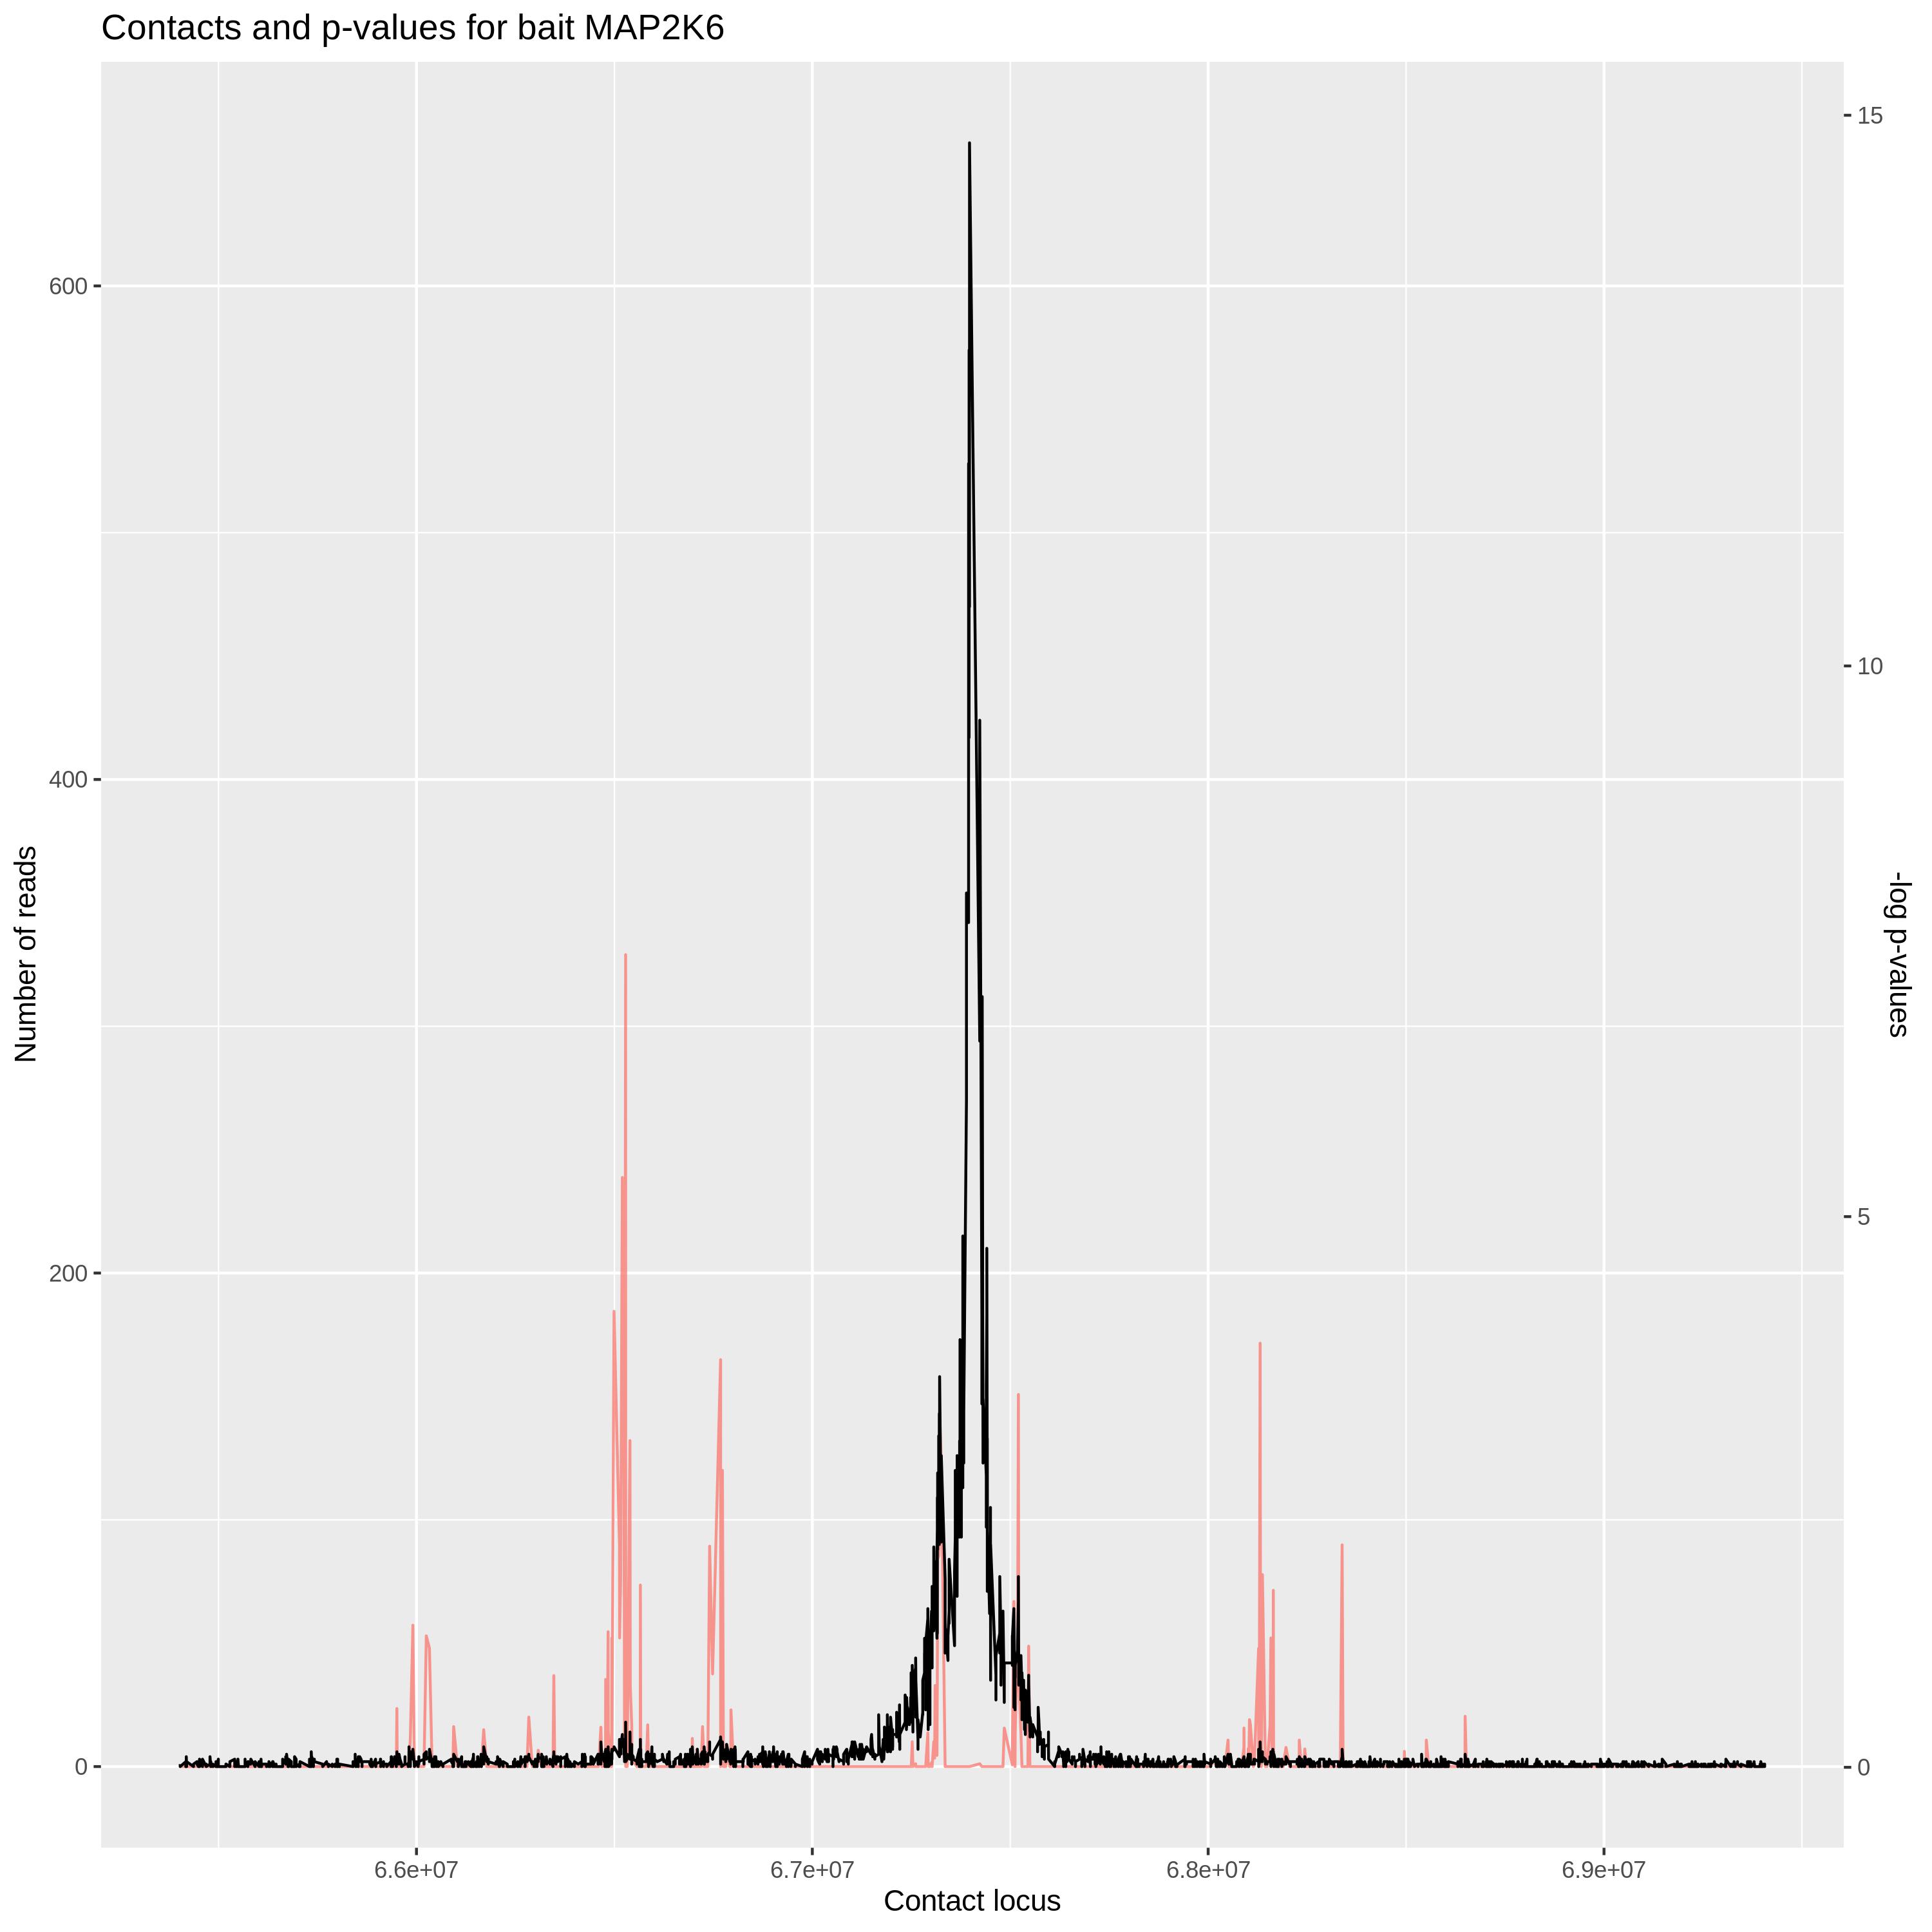 Contacts and p-values for bait MAP2K6
15
600
10
400
Number of reads
-log p-values
5
200
0
0
6.6e+07
6.7e+07
6.8e+07
6.9e+07
Contact locus